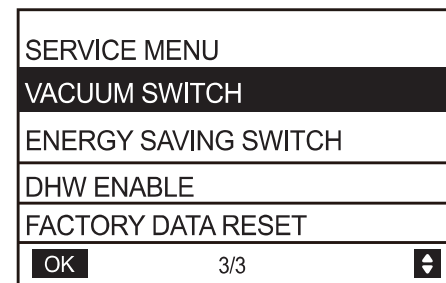 SERVICE MENU
VACUUM SWITCH
ENERGY SAVING SWITCH
DHW ENABLE
FACTORY DATA RESET
OK 3/3